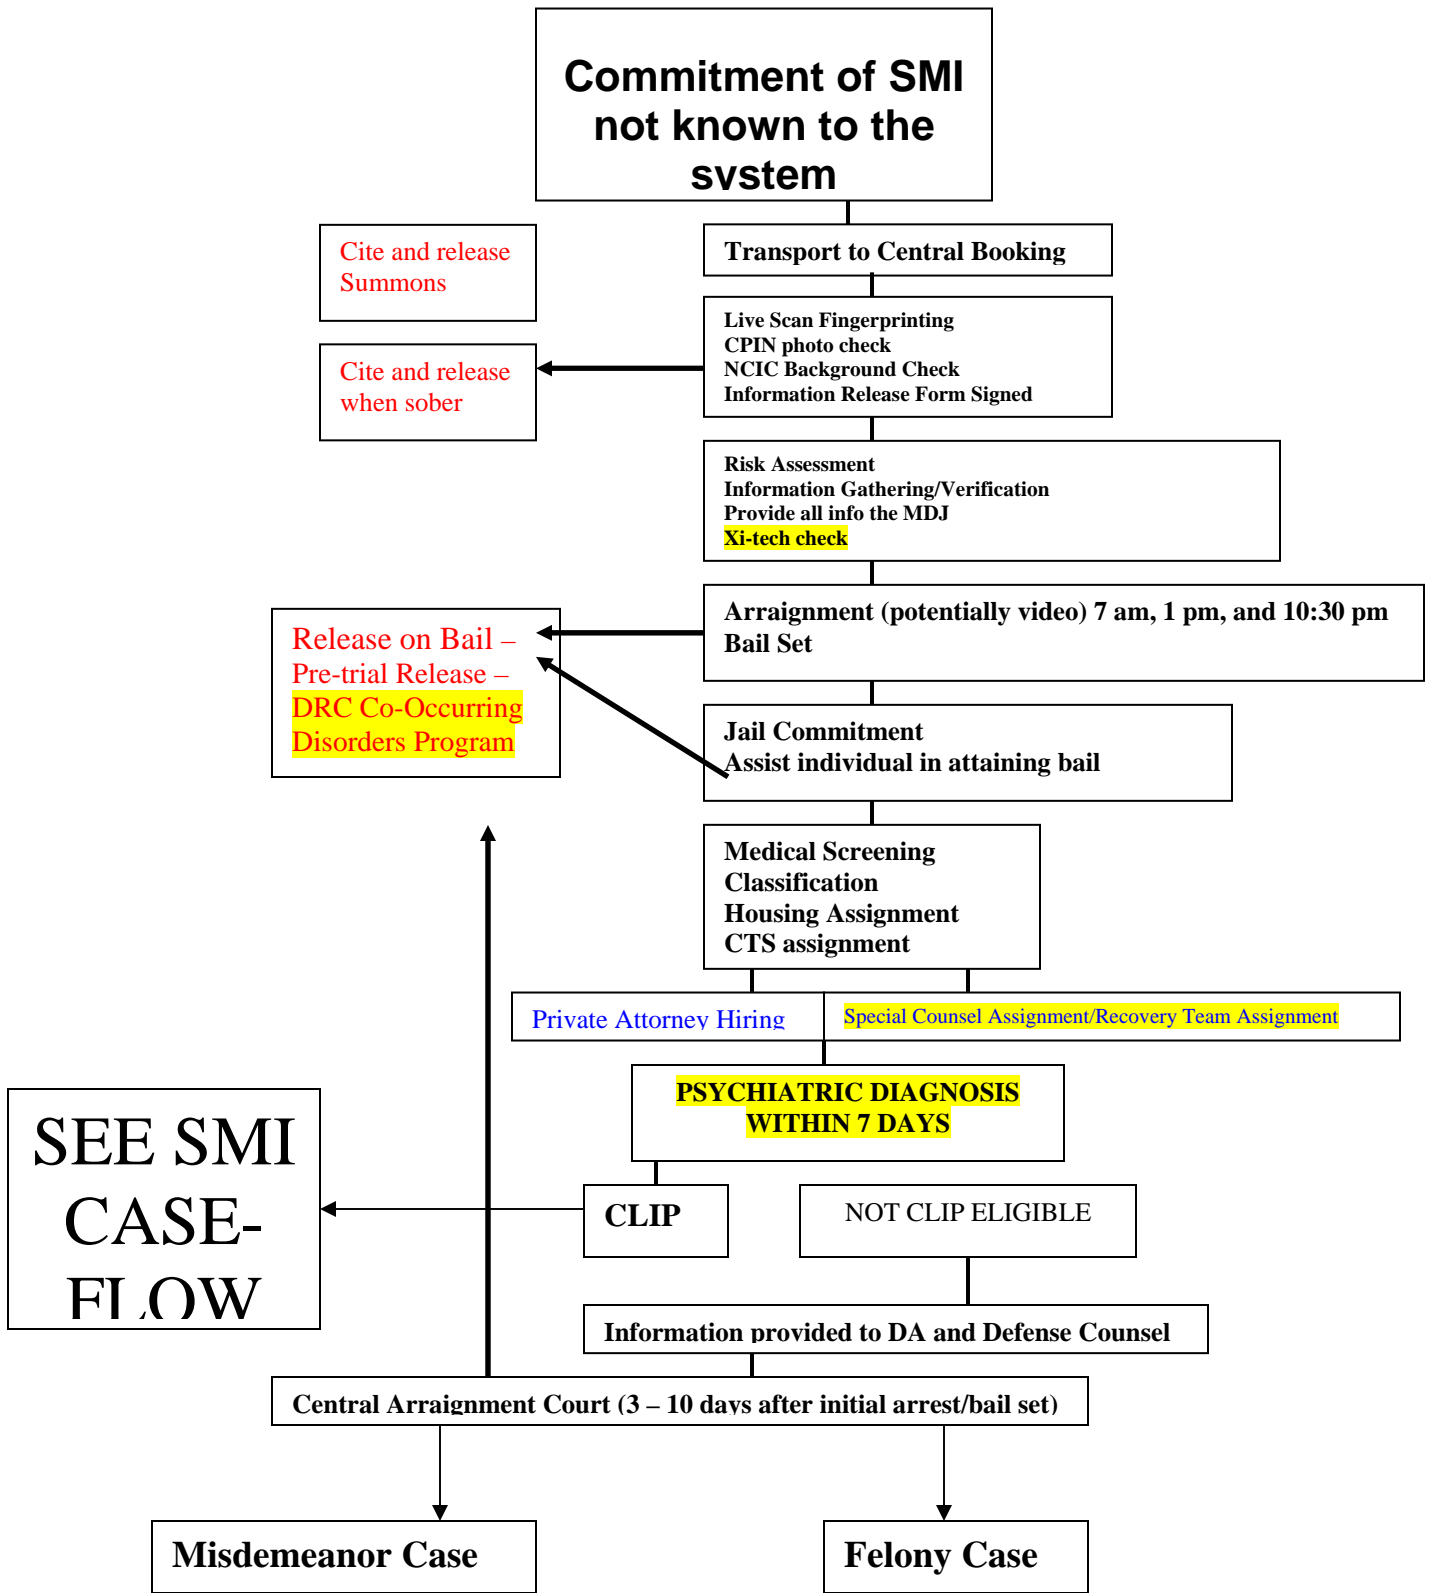 Commitment of SMI
not known to the
system
Cite and release
Summons
Transport to Central Booking
Live Scan Fingerprinting
CPIN photo check
NCIC Background Check
Information Release Form Signed
Cite and release
when sober
Risk Assessment
Information Gathering/Verification
Provide all info the MDJ
Xi-tech check
Arraignment (potentially video) 7 am, 1 pm, and 10:30 pm
Bail Set
Release on Bail –
Pre-trial Release –
DRC Co-Occurring
Disorders Program
Jail Commitment
Assist individual in attaining bail
Medical Screening
Classification
Housing Assignment
CTS assignment
Private Attorney Hiring
Special Counsel Assignment/Recovery Team Assignment
PSYCHIATRIC DIAGNOSIS
WITHIN 7 DAYS
SEE SMI
CASE-
FLOW
CLIP
NOT CLIP ELIGIBLE
Information provided to DA and Defense Counsel
Central Arraignment Court (3 – 10 days after initial arrest/bail set)
Misdemeanor Case
Felony Case